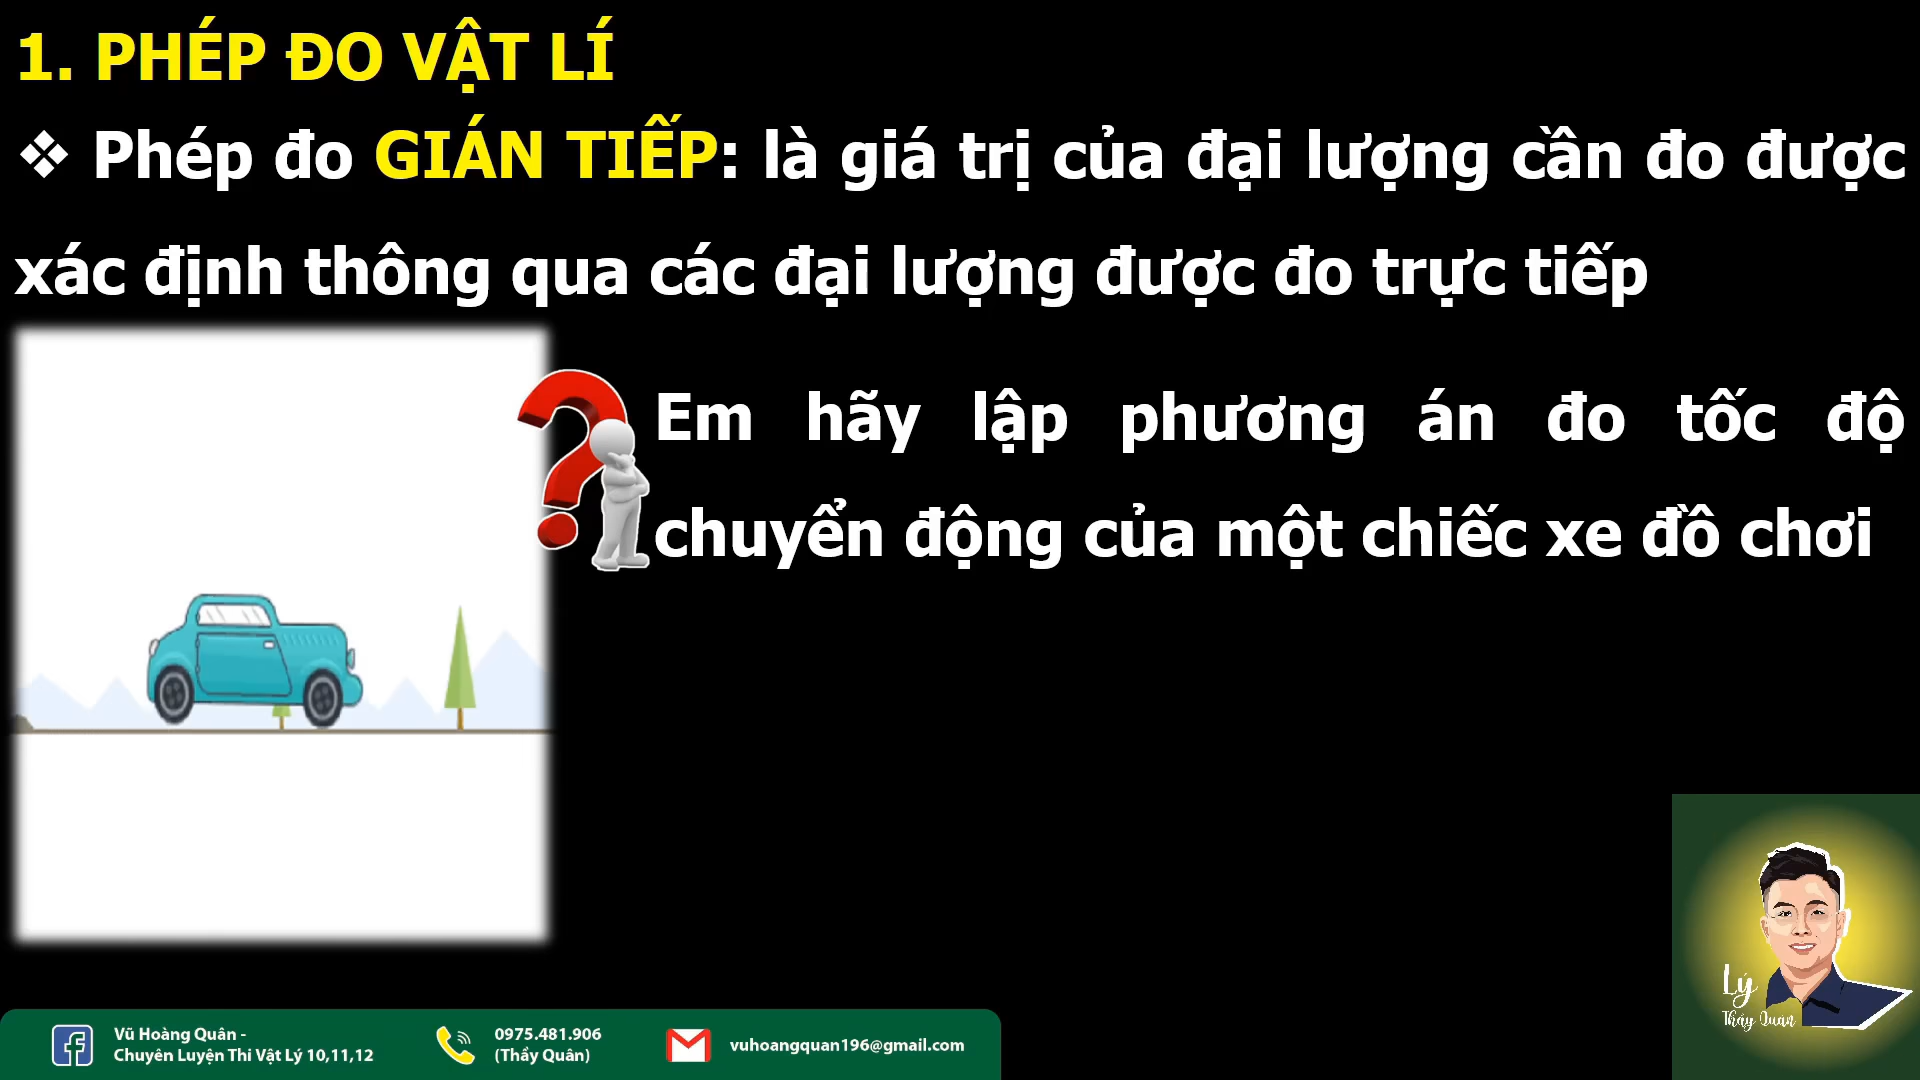 1. PHÉP ĐO VẬT LÍ
❖ Phép đo GIÁN TIẾP: là giá trị của đại lượng cần đo được
xác định thông qua các đại lượng được đo trực tiếp
Em hãy lập phương án đo tốc độ
chuyển động của một chiếc xe đồ chơi
Lý
Thầy Quân
Vũ Hoàng Quân -
Chuyên Luyện Thi Vật Lý 10,11,12
0975.481.906
(Thầy Quân)
vuhoangquan196@gmail.com